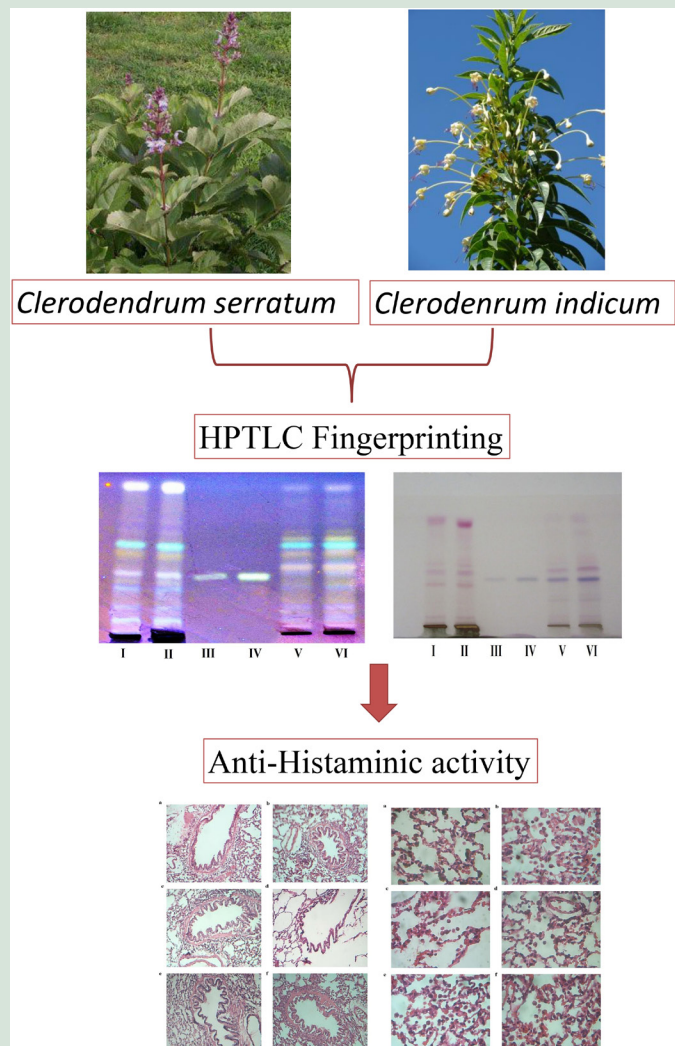 Clerodendrum serratum
Clerodenrum indicum
HPTLC Fingerprinting
I II III IV V VI
I II III IV V VI
Anti-Histaminic activity
a b
c d
e f
a b
c d
e f